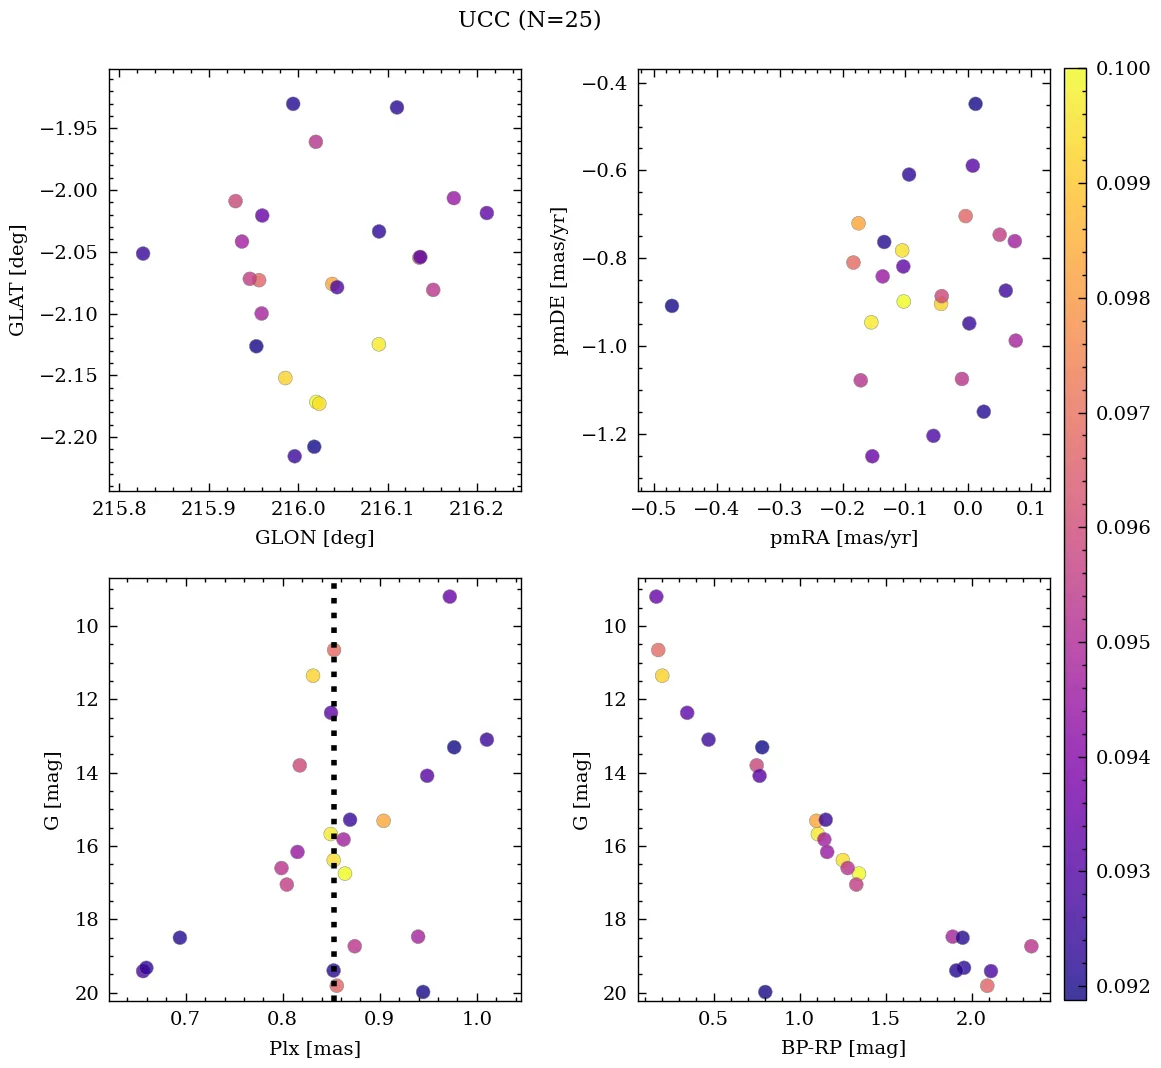 UCC (N=25)
−1.95
−2.00
−2.05
−2.10
−2.15
−2.20
GLAT [deg]
215.8 215.9 216.0 216.1 216.2
GLON [deg]
−0.4
−0.6
−0.8
−1.0
−1.2
pmDE [mas/yr]
−0.5 −0.4 −0.3 −0.2 −0.1 0.0 0.1
pmRA [mas/yr]
10
12
14
16
18
20
G [mag]
0.7 0.8 0.9 1.0
Plx [mas]
10
12
14
16
18
20
G [mag]
0.5 1.0 1.5 2.0
BP-RP [mag]
0.100
0.099
0.098
0.097
0.096
0.095
0.094
0.093
0.092